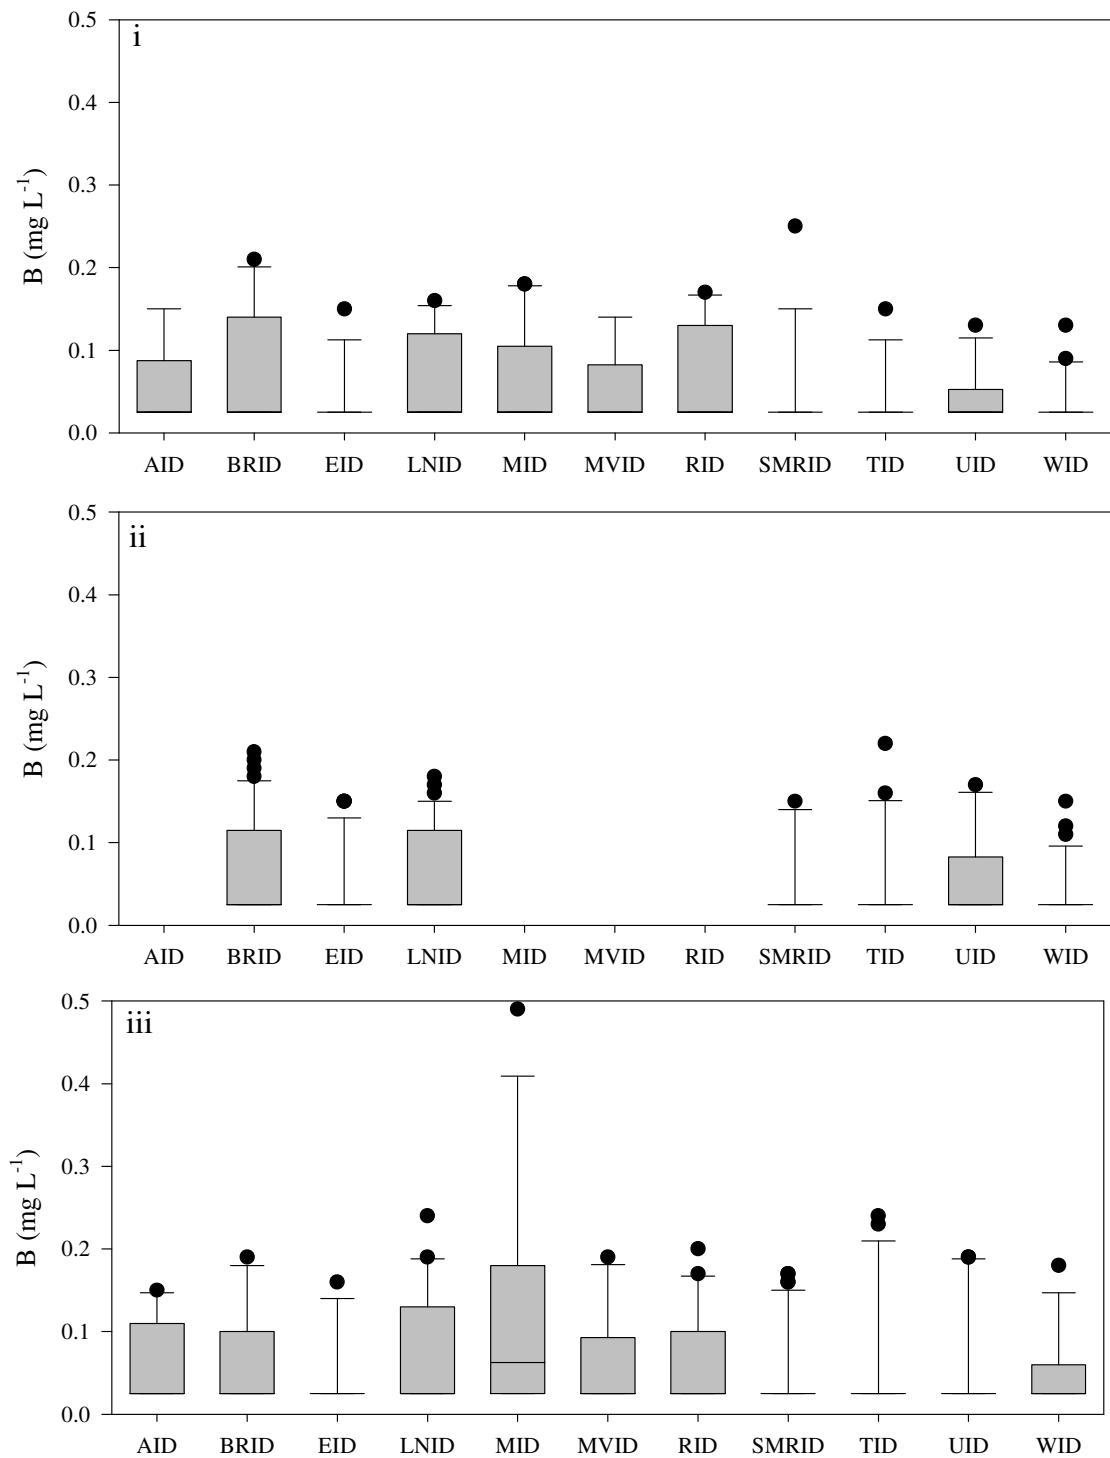 i
0.5
0.4
0.3
0.2
0.1
0.0
B (mg L⁻¹)
AID BRID EID LNID MID MVID RID SMRID TID UID WID
ii
0.5
0.4
0.3
0.2
0.1
0.0
B (mg L⁻¹)
AID BRID EID LNID MID MVID RID SMRID TID UID WID
iii
0.5
0.4
0.3
0.2
0.1
0.0
B (mg L⁻¹)
AID BRID EID LNID MID MVID RID SMRID TID UID WID